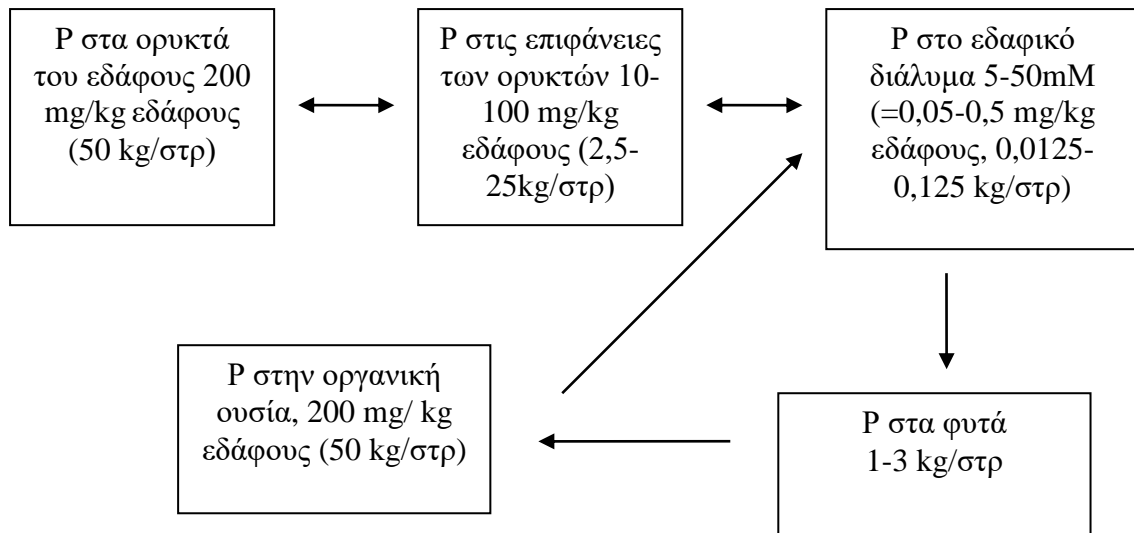 P στα ορυκτά
του εδάφους 200
mg/kg εδάφους
(50 kg/στρ)
P στις επιφάνειες
των ορυκτών 10-
100 mg/kg
εδάφους (2,5-
25kg/στρ)
P στο εδαφικό
διάλυμα 5-50mM
(=0,05-0,5 mg/kg
εδάφους, 0,0125-
0,125 kg/στρ)
P στην οργανική
ουσία, 200 mg/ kg
εδάφους (50 kg/στρ)
P στα φυτά
1-3 kg/στρ